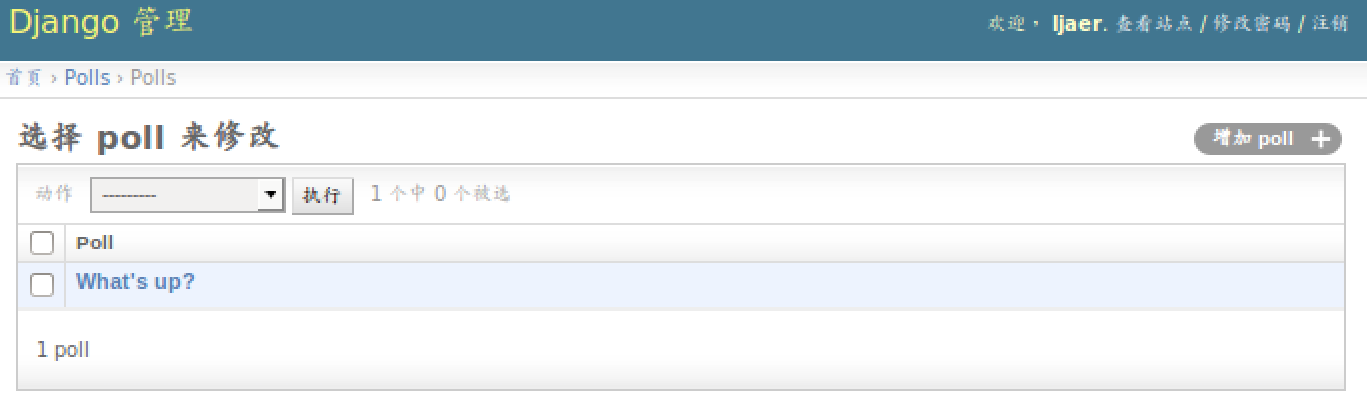 Django 管理
欢迎， ljaer. 查看站点 / 修改密码 / 注销
首页 › Polls › Polls
选择 poll 来修改
增加 poll +
动作 --------- 执行 1 个中 0 个被选
Poll
What's up?
1 poll